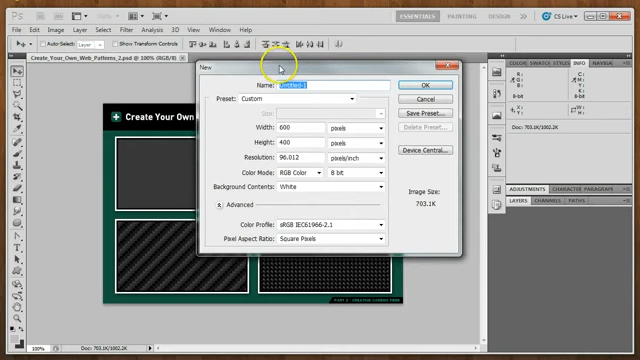 Ps
100%
ESSENTIALS
PAINTING
DESIGN
CS Live
File Edit Image Layer Select Filter Analysis 3D View Window Help
Auto-Select: Layer
Show Transform Controls
Create_Your_Own_Web_Patterns_2.psd @ 100% (RGB/8)
New
Name: Untitled-1
OK
Preset: Custom
Cancel
Size:
Save Preset...
Width: 600 pixels
Delete Preset...
Height: 400 pixels
Resolution: 96.012 pixels/inch
Device Central...
Color Mode: RGB Color 8 bit
Background Contents: White
Image Size:
703.1K
Advanced
Color Profile: sRGB IEC61966-2.1
Pixel Aspect Ratio: Square Pixels
Create Your Own
COLOR SWATCHES STYLES INFO
R:
G:
B:
C:
M:
Y:
K:
8-bit
X:
Y:
W:
H:
Doc: 703.1K/1002.2K
ADJUSTMENTS CHARACTER PARAGRAPH
LAYERS CHANNELS PATHS
100% Doc: 703.1K/1002.2K